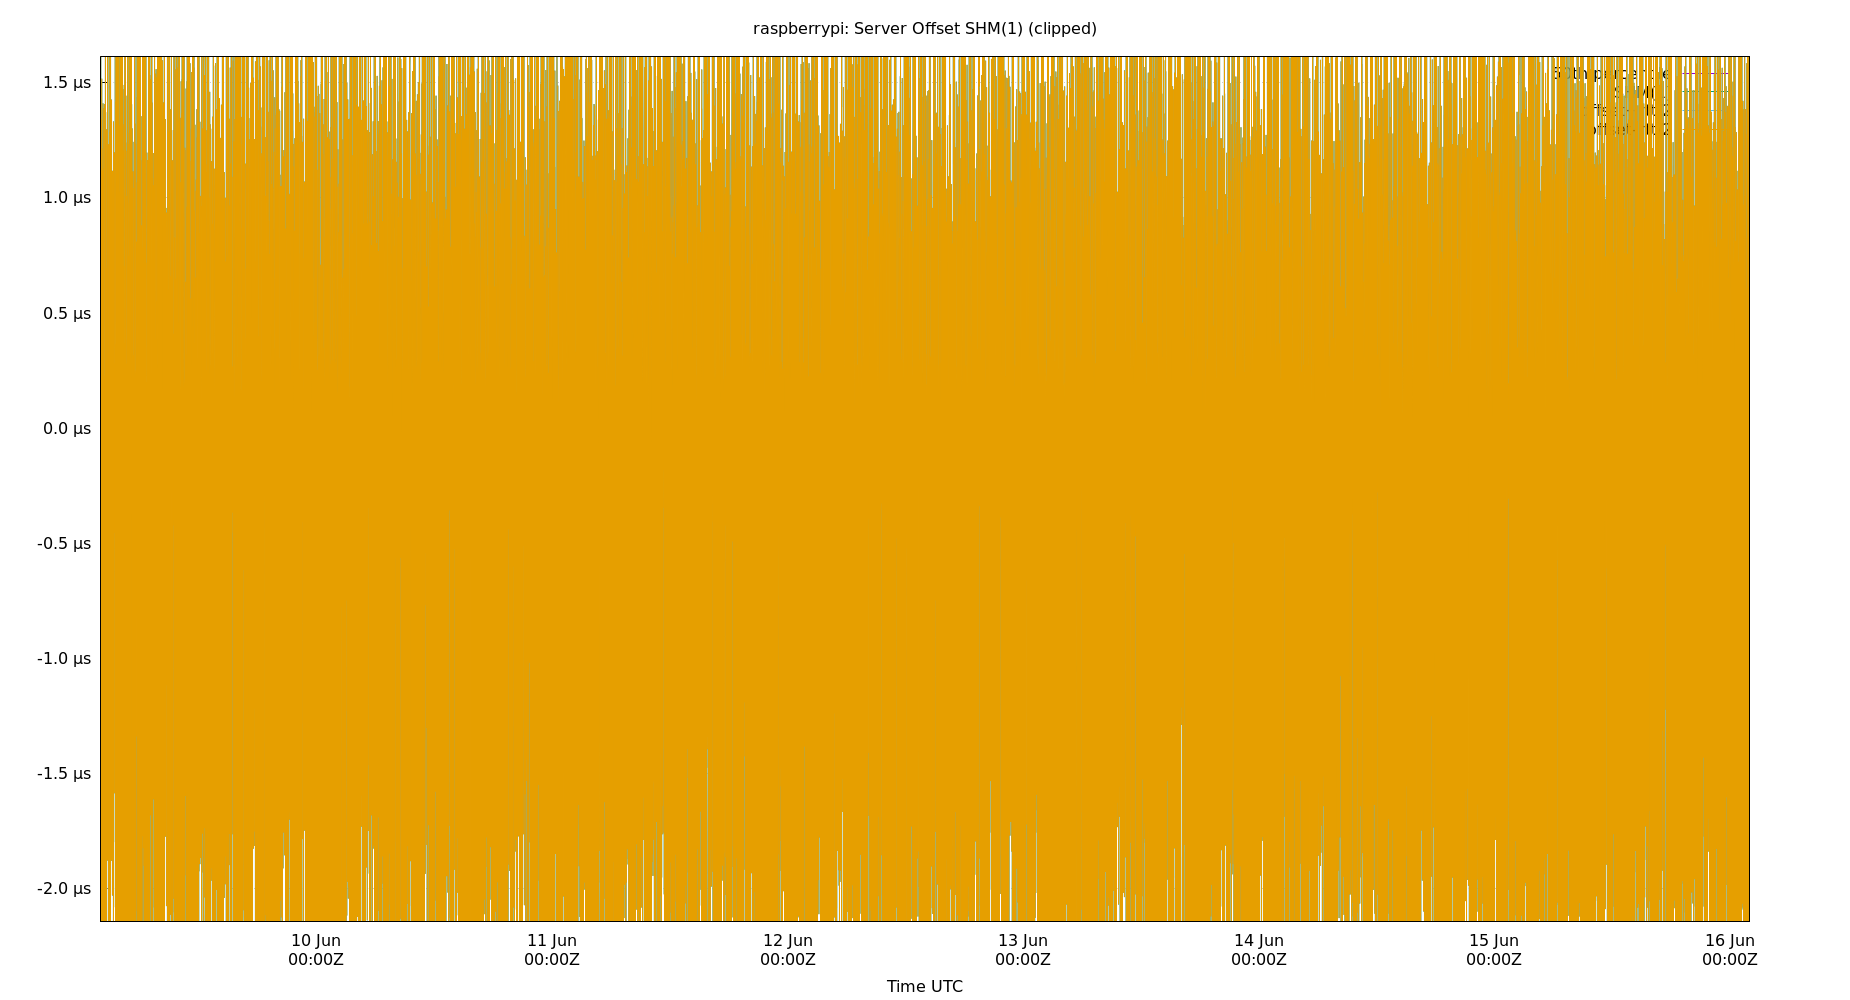 raspberrypi: Server Offset SHM(1) (clipped)
1.5 µs
1.0 µs
0.5 µs
0.0 µs
-0.5 µs
-1.0 µs
-1.5 µs
-2.0 µs
10 Jun 11 Jun 12 Jun 13 Jun 14 Jun 15 Jun 16 Jun
00:00Z 00:00Z 00:00Z 00:00Z 00:00Z 00:00Z 00:00Z
Time UTC